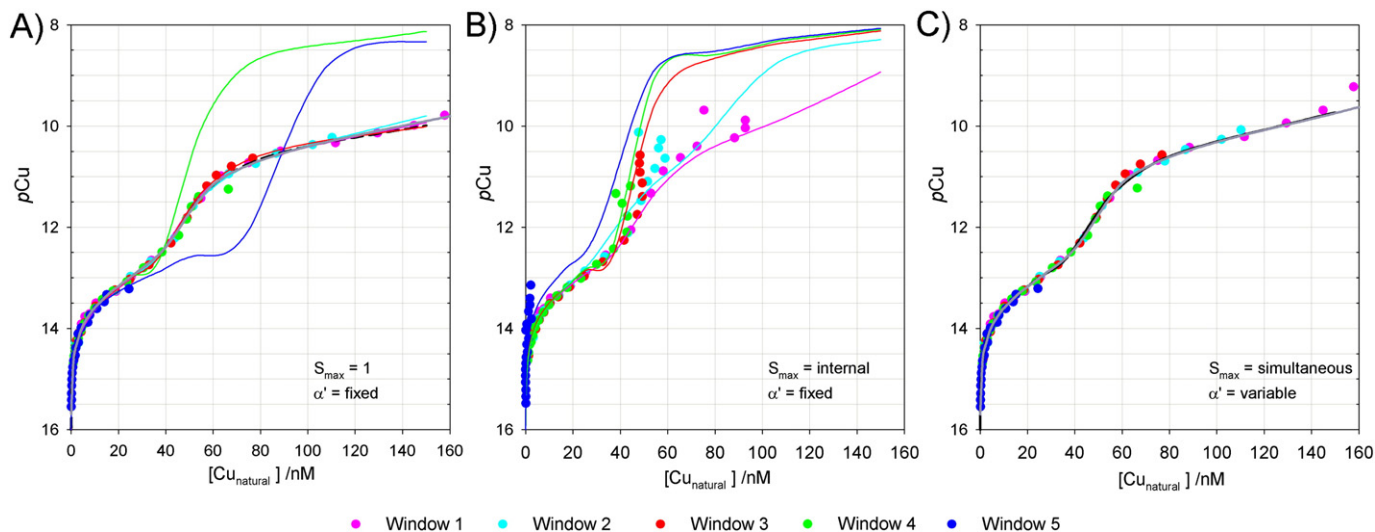 A)
8
10
12
14
16
pCu
0 20 40 60 80 100 120 140 160
[Cu_natural ] /nM
S_max = 1
α' = fixed
B)
8
10
12
14
16
pCu
0 20 40 60 80 100 120 140 160
[Cu_natural ] /nM
S_max = internal
α' = fixed
C)
8
10
12
14
16
pCu
0 20 40 60 80 100 120 140 160
[Cu_natural ] /nM
S_max = simultaneous
α' = variable
Window 1 Window 2 Window 3 Window 4 Window 5